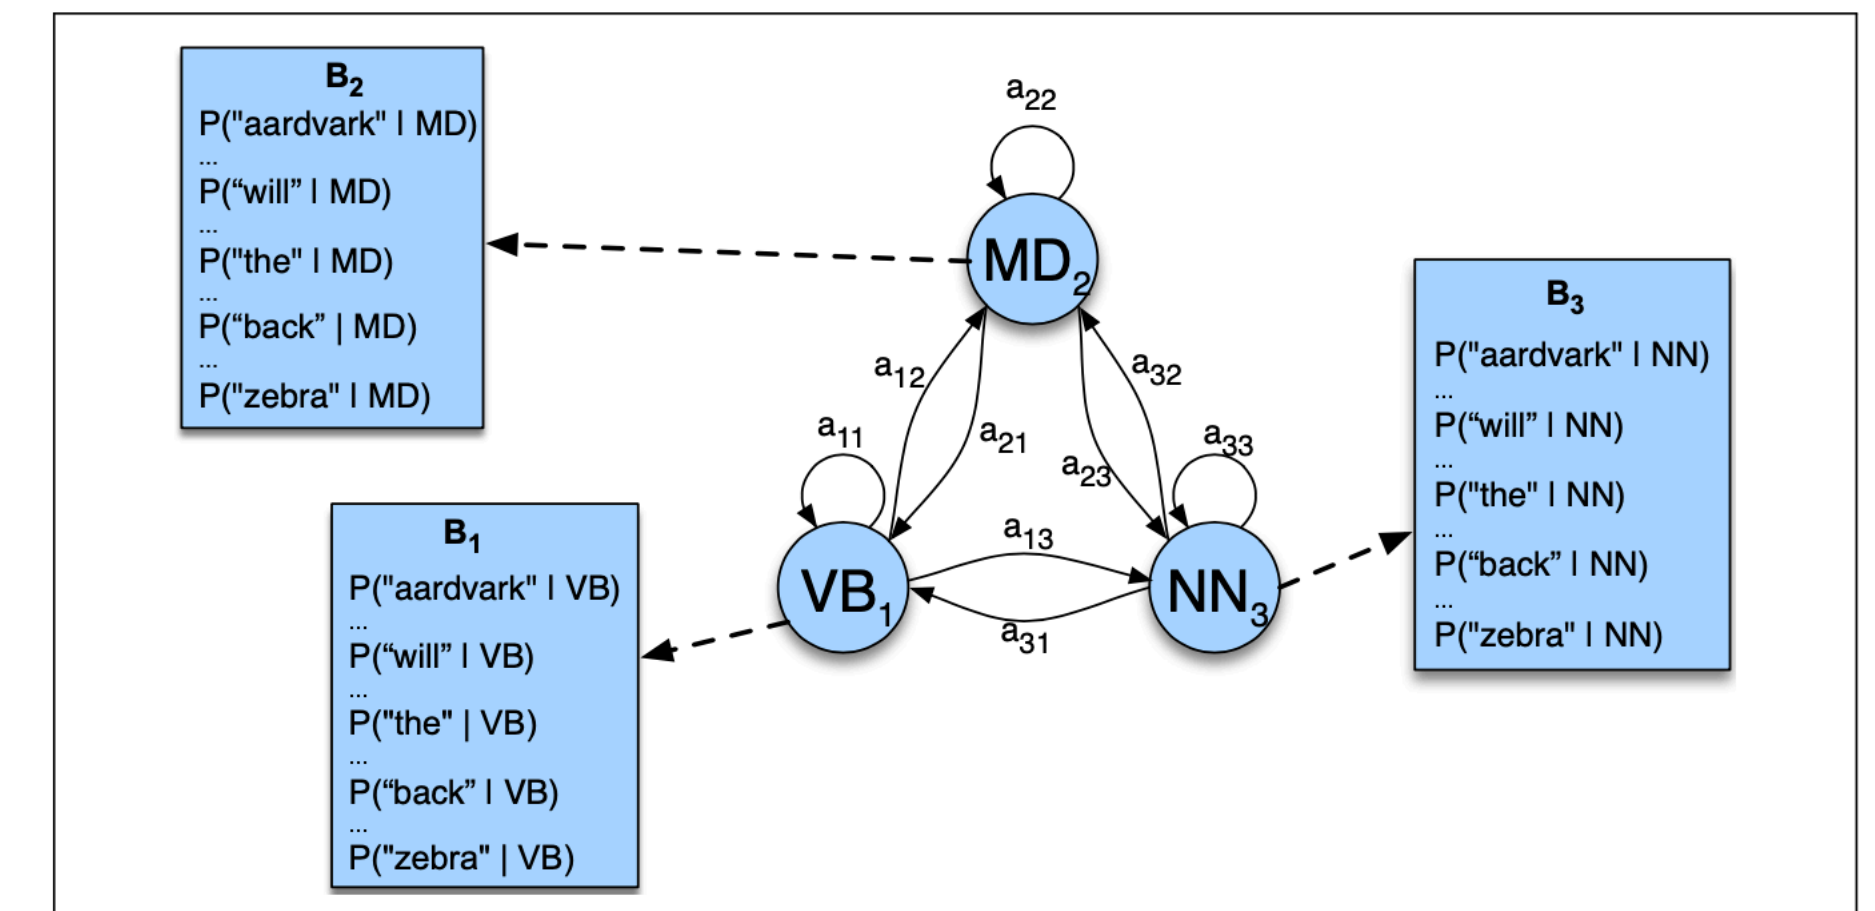 B2
P("aardvark" | MD)
...
P(“will” | MD)
...
P("the" | MD)
...
P(“back” | MD)
...
P("zebra" | MD)
a22
MD2
a12
a21
a32
a23
a11
VB1
a13
a31
a33
NN3
B1
P("aardvark" | VB)
...
P(“will” | VB)
...
P("the" | VB)
...
P(“back” | VB)
...
P("zebra" | VB)
B3
P("aardvark" | NN)
...
P(“will” | NN)
...
P("the" | NN)
...
P(“back” | NN)
...
P("zebra" | NN)